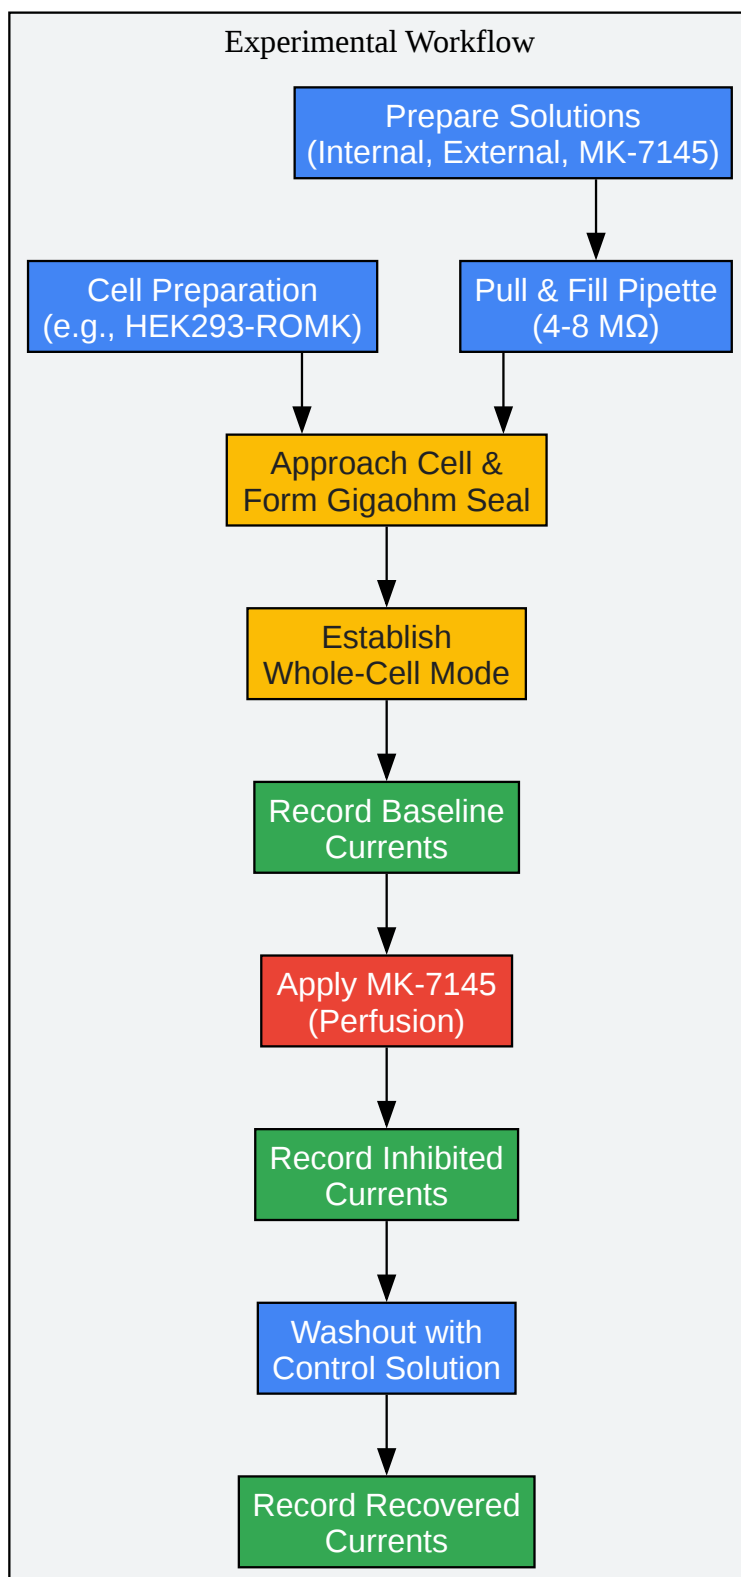 Experimental Workflow
Prepare Solutions
(Internal, External, MK-7145)
Cell Preparation
(e.g., HEK293-ROMK)
Pull & Fill Pipette
(4-8 MΩ)
Approach Cell &
Form Gigaohm Seal
Establish
Whole-Cell Mode
Record Baseline
Currents
Apply MK-7145
(Perfusion)
Record Inhibited
Currents
Washout with
Control Solution
Record Recovered
Currents